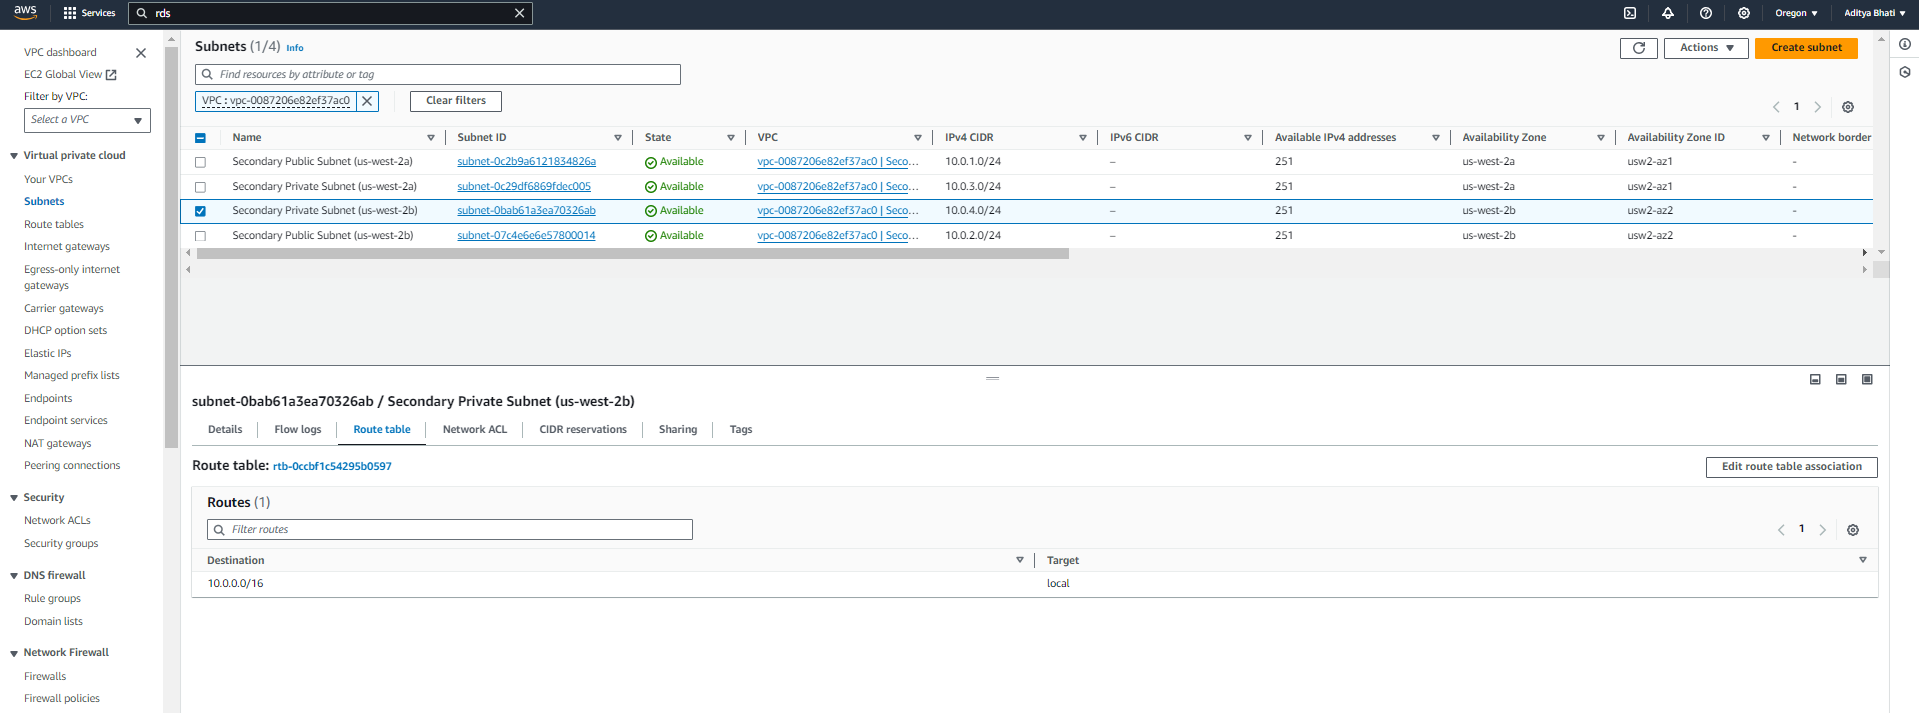 aws
Services
rds
Oregon
Aditya Bhati
VPC dashboard
EC2 Global View
Filter by VPC:
Select a VPC
Virtual private cloud
Your VPCs
Subnets
Route tables
Internet gateways
Egress-only internet
gateways
Carrier gateways
DHCP option sets
Elastic IPs
Managed prefix lists
Endpoints
Endpoint services
NAT gateways
Peering connections
Security
Network ACLs
Security groups
DNS firewall
Rule groups
Domain lists
Network Firewall
Firewalls
Firewall policies
Subnets (1/4) Info
Actions
Create subnet
Find resources by attribute or tag
VPC : vpc-0087206e82ef37ac0
Clear filters
1
Name Subnet ID State VPC IPv4 CIDR IPv6 CIDR Available IPv4 addresses Availability Zone Availability Zone ID Network border
Secondary Public Subnet (us-west-2a) subnet-0c2b9a6121834826a Available vpc-0087206e82ef37ac0 | Seco... 10.0.1.0/24 – 251 us-west-2a usw2-az1 -
Secondary Private Subnet (us-west-2a) subnet-0c29df6869fdec005 Available vpc-0087206e82ef37ac0 | Seco... 10.0.3.0/24 – 251 us-west-2a usw2-az1 -
Secondary Private Subnet (us-west-2b) subnet-0bab61a3ea70326ab Available vpc-0087206e82ef37ac0 | Seco... 10.0.4.0/24 – 251 us-west-2b usw2-az2 -
Secondary Public Subnet (us-west-2b) subnet-07c4e6e6e57800014 Available vpc-0087206e82ef37ac0 | Seco... 10.0.2.0/24 – 251 us-west-2b usw2-az2 -
subnet-0bab61a3ea70326ab / Secondary Private Subnet (us-west-2b)
Details Flow logs Route table Network ACL CIDR reservations Sharing Tags
Route table: rtb-0ccbf1c54295b0597
Edit route table association
Routes (1)
Filter routes
1
Destination Target
10.0.0.0/16 local